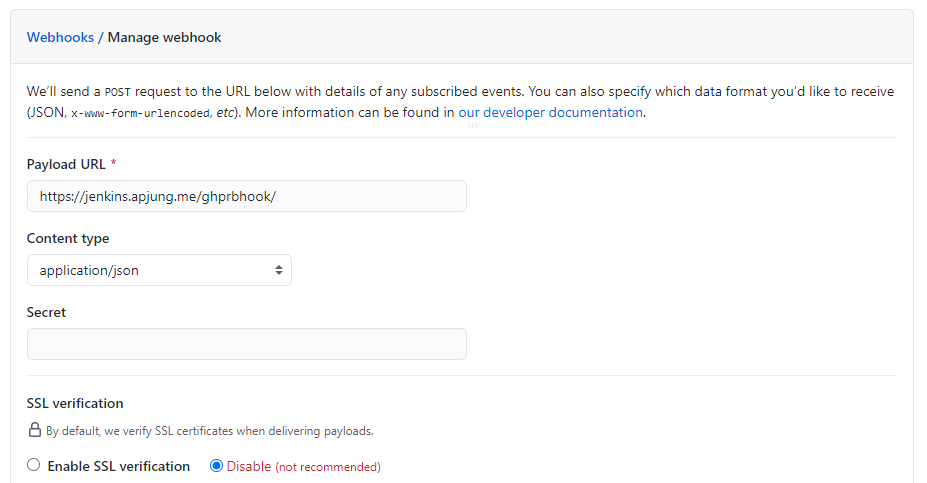 Webhooks / Manage webhook
We'll send a POST request to the URL below with details of any subscribed events. You can also specify which data format you'd like to receive
(JSON, x-www-form-urlencoded, etc). More information can be found in our developer documentation.
Payload URL *
https://jenkins.apjung.me/ghprbhook/
Content type
application/json
Secret
SSL verification
By default, we verify SSL certificates when delivering payloads.
Enable SSL verification Disable (not recommended)